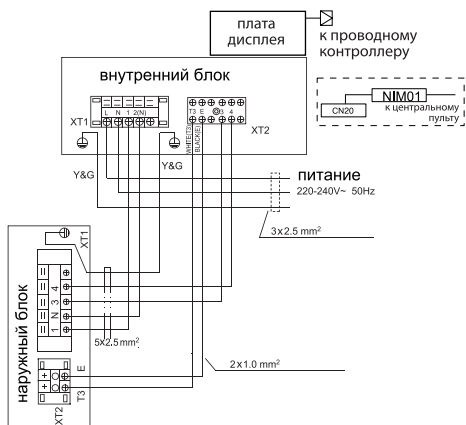 плата
дисплея
к проводному
контроллеру
внутренний блок
NIM01
CN20
к центральному
пульту
XT1
L N 1 2(N)
T3 E 3 4
XT2
WHITE(T3)
BLACK(E)
Y&G
Y&G
питание
220-240V~ 50Hz
3x2.5 mm²
XT1
наружный блок
4
3
N
1
5X2.5 mm²
2x1.0 mm²
E
T3
XT2